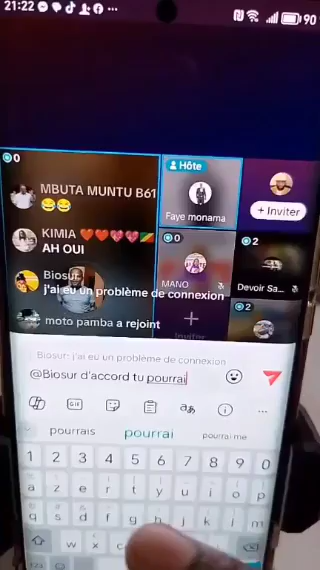 21:22
90
0
Hôte
MBUTA MUNTU B61
😂😂
Faye monama
+ Inviter
KIMIA ❤️❤️💖💖🇨🇬
AH OUI
0
2
Biosur
j'ai eu un problème de connexion
MANO
Devoir Sa...
moto pamba a rejoint
Inviter
2
Biosur: j'ai eu un problème de connexion
@Biosur d'accord tu pourrai
GIF
pourrais pourrai pourrai me
1 2 3 4 5 6 7 8 9 0
a z e r t y u i o p
q s d f g h j k l m
w x c